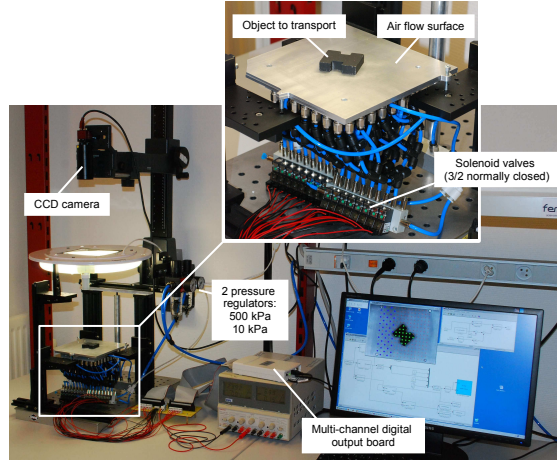 Object to transport
Air flow surface
Solenoid valves
(3/2 normally closed)
CCD camera
2 pressure
regulators:
500 kPa
10 kPa
Multi-channel digital
output board